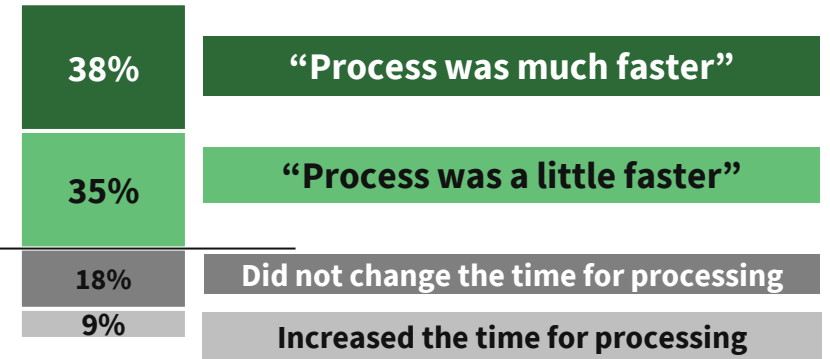 38%
“Process was much faster”
35%
“Process was a little faster”
18%
Did not change the time for processing
9%
Increased the time for processing